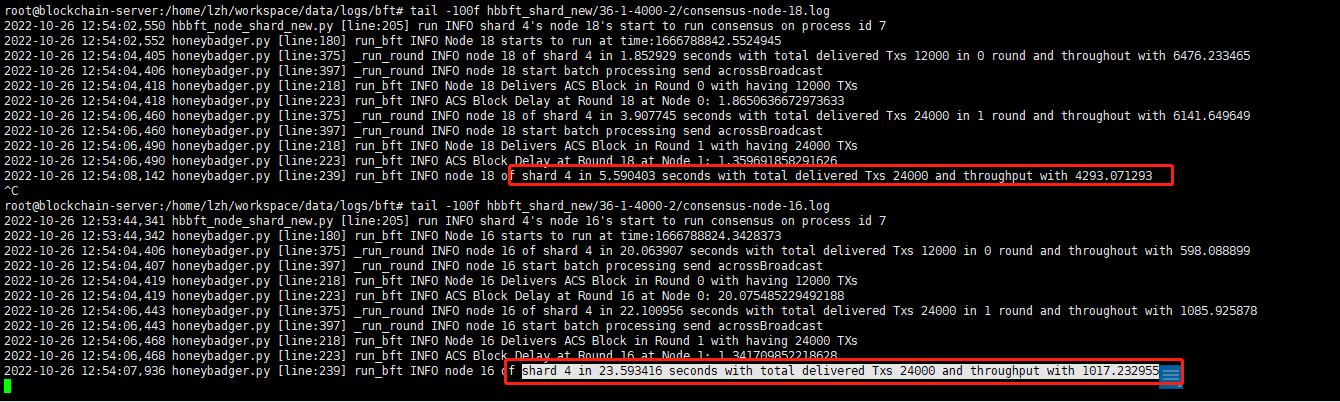 root@blockchain-server:/home/lzh/workspace/data/logs/bft# tail -100f hbbft_shard_new/36-1-4000-2/consensus-node-18.log
2022-10-26 12:54:02,550 hbbft_node_shard_new.py [line:205] run INFO shard 4's node 18's start to run consensus on process id 7
2022-10-26 12:54:02,552 honeybadger.py [line:180] run_bft INFO Node 18 starts to run at time:1666788842.5524945
2022-10-26 12:54:04,405 honeybadger.py [line:375] _run_round INFO node 18 of shard 4 in 1.852929 seconds with total delivered Txs 12000 in 0 round and throughout with 6476.233465
2022-10-26 12:54:04,406 honeybadger.py [line:397] _run_round INFO node 18 start batch processing send acrossBroadcast
2022-10-26 12:54:04,418 honeybadger.py [line:218] run_bft INFO Node 18 Delivers ACS Block in Round 0 with having 12000 TXs
2022-10-26 12:54:04,418 honeybadger.py [line:223] run_bft INFO ACS Block Delay at Round 18 at Node 0: 1.8650636672973633
2022-10-26 12:54:06,460 honeybadger.py [line:375] _run_round INFO node 18 of shard 4 in 3.907745 seconds with total delivered Txs 24000 in 1 round and throughout with 6141.649649
2022-10-26 12:54:06,460 honeybadger.py [line:397] _run_round INFO node 18 start batch processing send acrossBroadcast
2022-10-26 12:54:06,490 honeybadger.py [line:218] run_bft INFO Node 18 Delivers ACS Block in Round 1 with having 24000 TXs
2022-10-26 12:54:06,490 honeybadger.py [line:223] run_bft INFO ACS Block Delay at Round 18 at Node 1: 1.359691858291626
2022-10-26 12:54:08,142 honeybadger.py [line:239] run_bft INFO node 18 of shard 4 in 5.590403 seconds with total delivered Txs 24000 and throughput with 4293.071293
^C
root@blockchain-server:/home/lzh/workspace/data/logs/bft# tail -100f hbbft_shard_new/36-1-4000-2/consensus-node-16.log
2022-10-26 12:53:44,341 hbbft_node_shard_new.py [line:205] run INFO shard 4's node 16's start to run consensus on process id 7
2022-10-26 12:53:44,342 honeybadger.py [line:180] run_bft INFO Node 16 starts to run at time:1666788824.3428373
2022-10-26 12:54:04,406 honeybadger.py [line:375] _run_round INFO node 16 of shard 4 in 20.063907 seconds with total delivered Txs 12000 in 0 round and throughout with 598.088899
2022-10-26 12:54:04,407 honeybadger.py [line:397] _run_round INFO node 16 start batch processing send acrossBroadcast
2022-10-26 12:54:04,419 honeybadger.py [line:218] run_bft INFO Node 16 Delivers ACS Block in Round 0 with having 12000 TXs
2022-10-26 12:54:04,419 honeybadger.py [line:223] run_bft INFO ACS Block Delay at Round 16 at Node 0: 20.075485229492188
2022-10-26 12:54:06,443 honeybadger.py [line:375] _run_round INFO node 16 of shard 4 in 22.100956 seconds with total delivered Txs 24000 in 1 round and throughout with 1085.925878
2022-10-26 12:54:06,443 honeybadger.py [line:397] _run_round INFO node 16 start batch processing send acrossBroadcast
2022-10-26 12:54:06,468 honeybadger.py [line:218] run_bft INFO Node 16 Delivers ACS Block in Round 1 with having 24000 TXs
2022-10-26 12:54:06,468 honeybadger.py [line:223] run_bft INFO ACS Block Delay at Round 16 at Node 1: 1.341709852218628
2022-10-26 12:54:07,936 honeybadger.py [line:239] run_bft INFO node 16 of shard 4 in 23.593416 seconds with total delivered Txs 24000 and throughput with 1017.232955